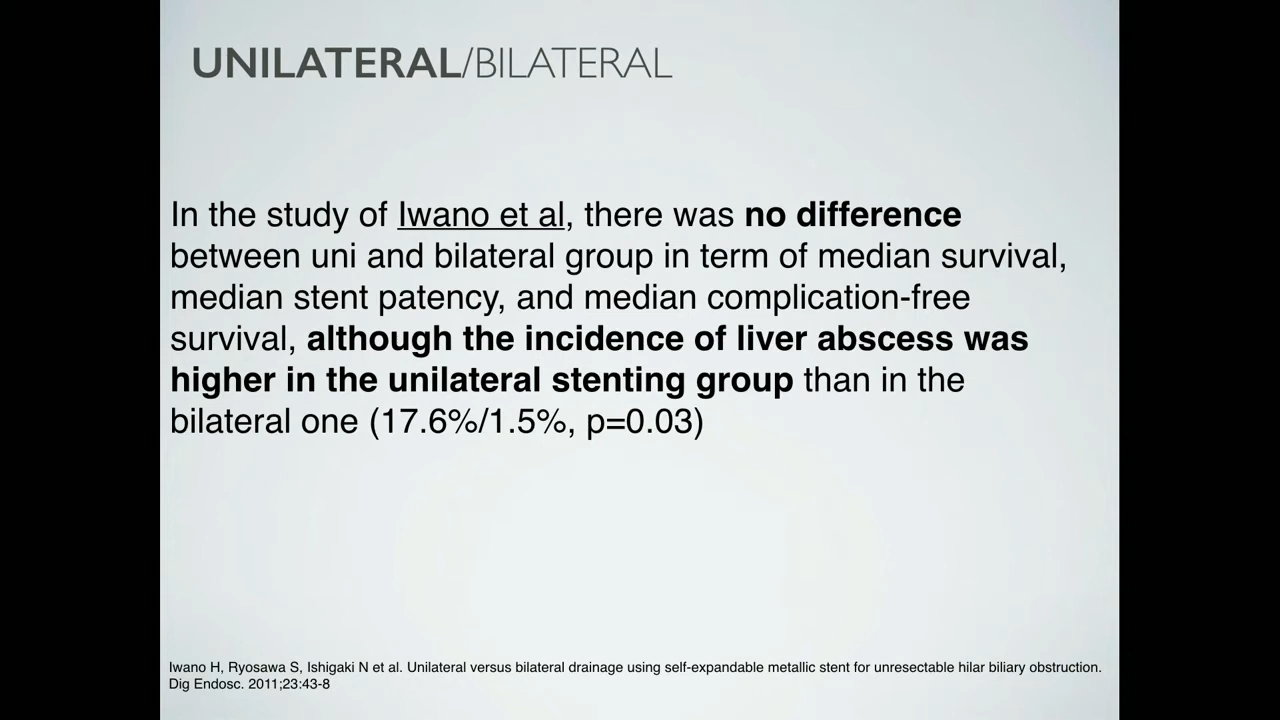 UNILATERAL/BILATERAL
In the study of Iwano et al, there was no difference
between uni and bilateral group in term of median survival,
median stent patency, and median complication-free
survival, although the incidence of liver abscess was
higher in the unilateral stenting group than in the
bilateral one (17.6%/1.5%, p=0.03)
Iwano H, Ryosawa S, Ishigaki N et al. Unilateral versus bilateral drainage using self-expandable metallic stent for unresectable hilar biliary obstruction.
Dig Endosc. 2011;23:43-8